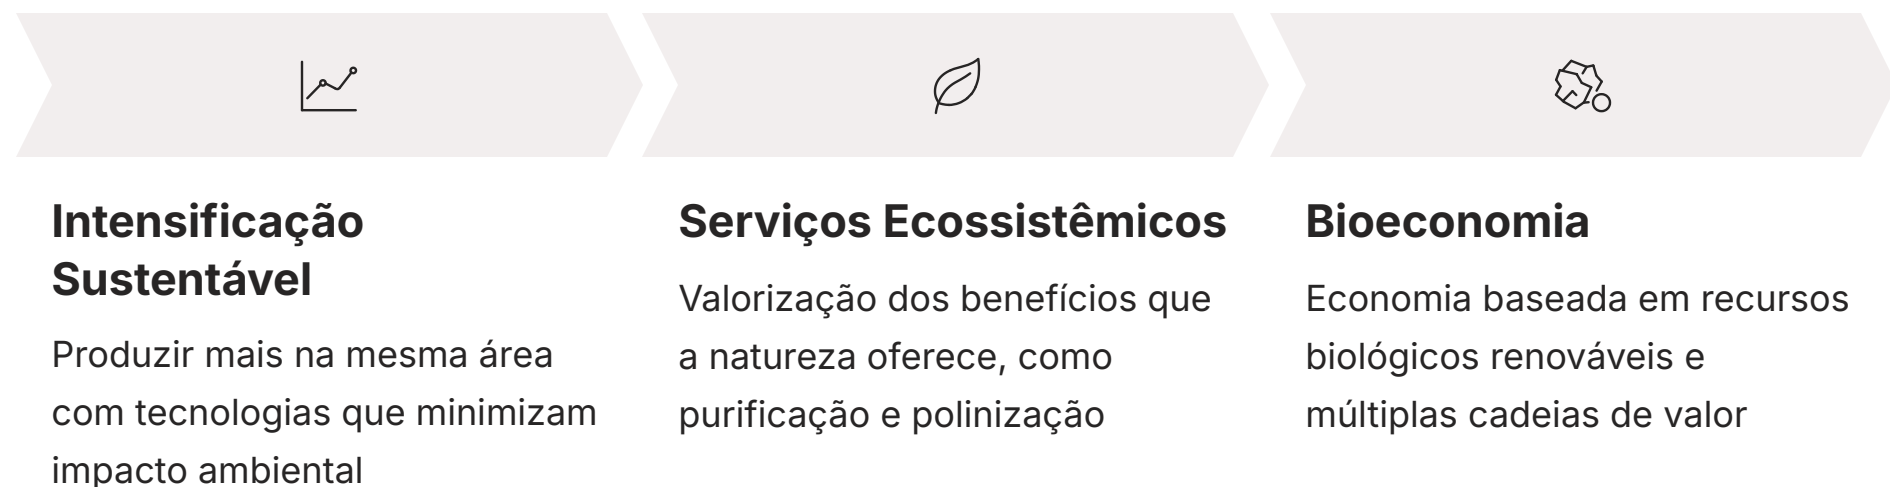 Intensificação
Sustentável
Produzir mais na mesma área
com tecnologias que minimizam
impacto ambiental
Serviços Ecossistêmicos
Valorização dos benefícios que
a natureza oferece, como
purificação e polinização
Bioeconomia
Economia baseada em recursos
biológicos renováveis e
múltiplas cadeias de valor